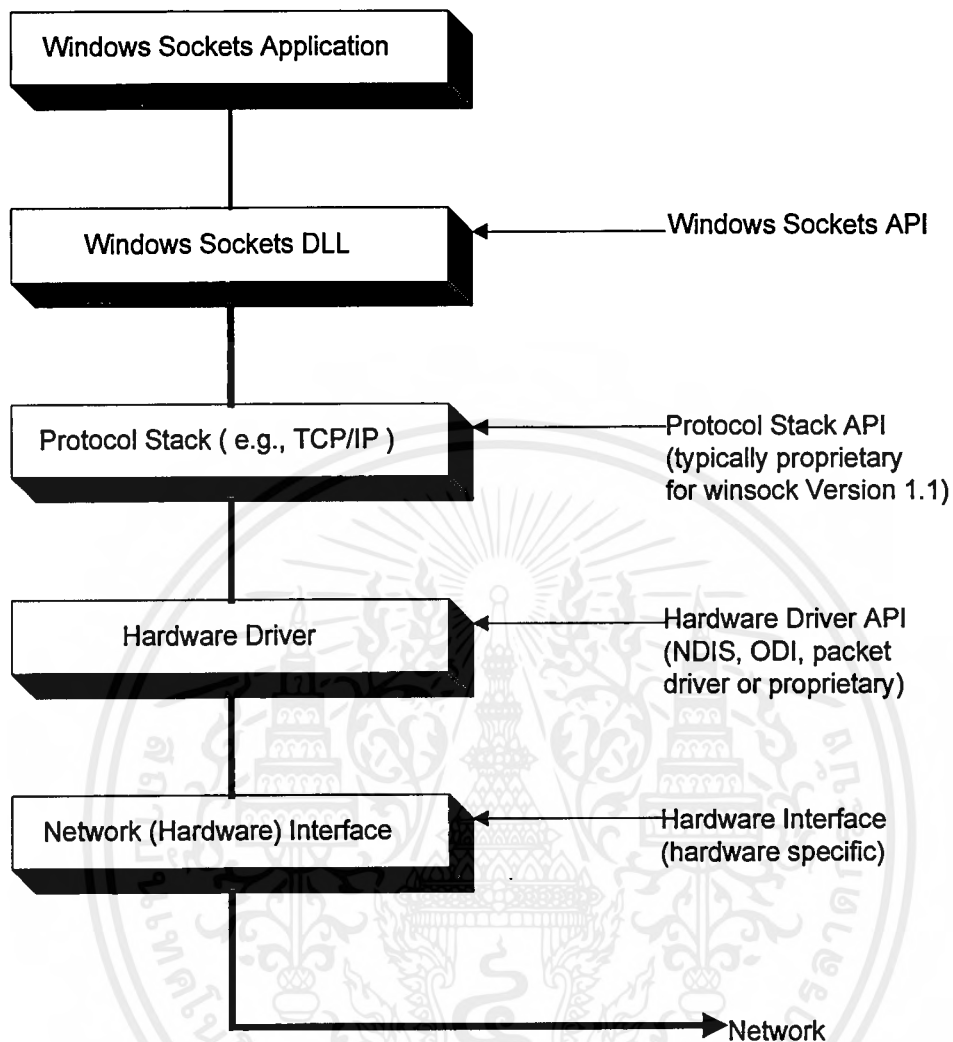 Windows Sockets Application
Windows Sockets DLL
Windows Sockets API
Protocol Stack ( e.g., TCP/IP )
Protocol Stack API
(typically proprietary
for winsock Version 1.1)
Hardware Driver
Hardware Driver API
(NDIS, ODI, packet
driver or proprietary)
Network (Hardware) Interface
Hardware Interface
(hardware specific)
Network